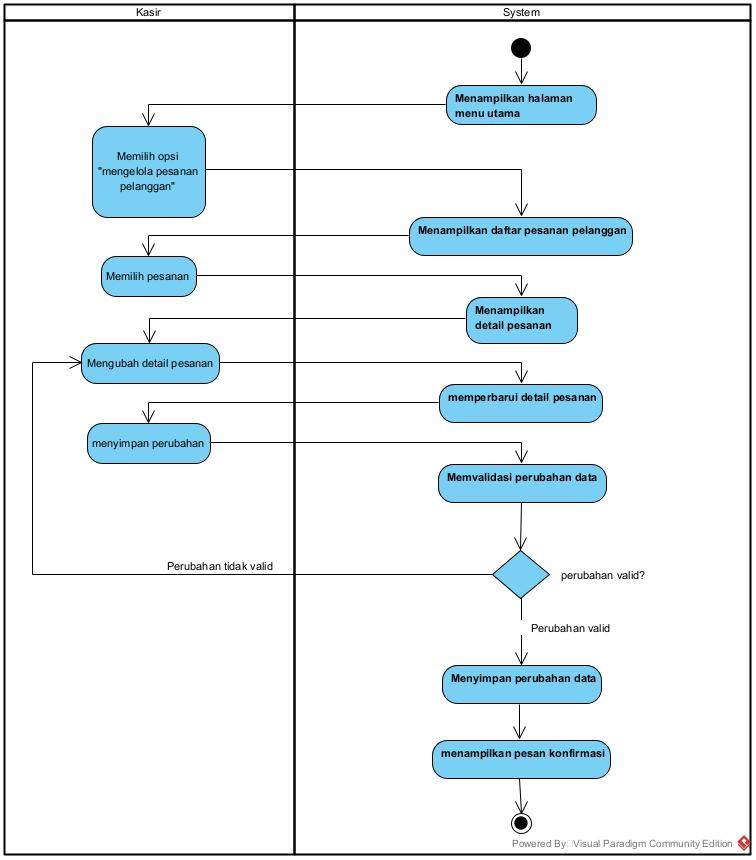 Kasir
System
Menampilkan halaman
menu utama
Memilih opsi
"mengelola pesanan
pelanggan"
Menampilkan daftar pesanan pelanggan
Memilih pesanan
Menampilkan
detail pesanan
Mengubah detail pesanan
memperbarui detail pesanan
menyimpan perubahan
Memvalidasi perubahan data
Perubahan tidak valid
perubahan valid?
Perubahan valid
Menyimpan perubahan data
menampilkan pesan konfirmasi
Powered By Visual Paradigm Community Edition